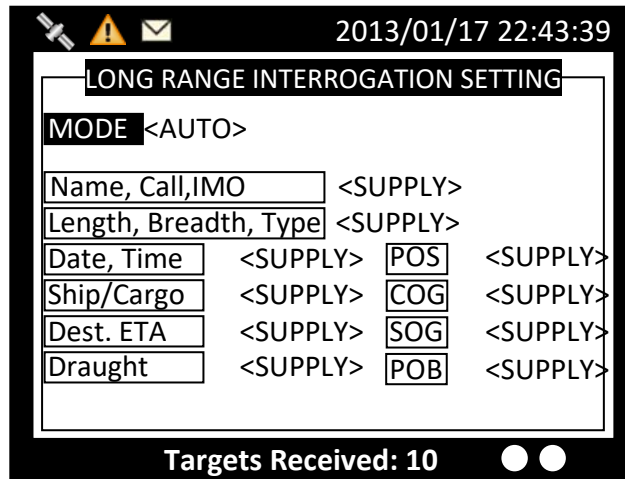 2013/01/17 22:43:39
LONG RANGE INTERROGATION SETTING
MODE <AUTO>
Name, Call,IMO <SUPPLY>
Length, Breadth, Type <SUPPLY>
Date, Time <SUPPLY> POS <SUPPLY>
Ship/Cargo <SUPPLY> COG <SUPPLY>
Dest. ETA <SUPPLY> SOG <SUPPLY>
Draught <SUPPLY> POB <SUPPLY>
Targets Received: 10